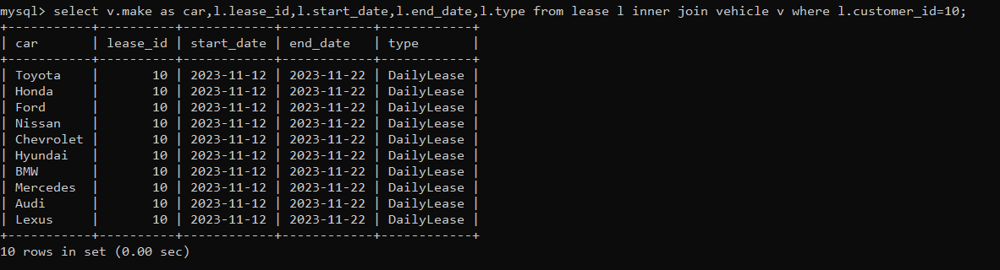 mysql> select v.make as car,l.lease_id,l.start_date,l.end_date,l.type from lease l inner join vehicle v where l.customer_id=10;
+-----------+----------+------------+------------+------------+
| car       | lease_id | start_date | end_date   | type       |
+-----------+----------+------------+------------+------------+
| Toyota    |       10 | 2023-11-12 | 2023-11-22 | DailyLease |
| Honda     |       10 | 2023-11-12 | 2023-11-22 | DailyLease |
| Ford      |       10 | 2023-11-12 | 2023-11-22 | DailyLease |
| Nissan    |       10 | 2023-11-12 | 2023-11-22 | DailyLease |
| Chevrolet |       10 | 2023-11-12 | 2023-11-22 | DailyLease |
| Hyundai   |       10 | 2023-11-12 | 2023-11-22 | DailyLease |
| BMW       |       10 | 2023-11-12 | 2023-11-22 | DailyLease |
| Mercedes  |       10 | 2023-11-12 | 2023-11-22 | DailyLease |
| Audi      |       10 | 2023-11-12 | 2023-11-22 | DailyLease |
| Lexus     |       10 | 2023-11-12 | 2023-11-22 | DailyLease |
+-----------+----------+------------+------------+------------+
10 rows in set (0.00 sec)